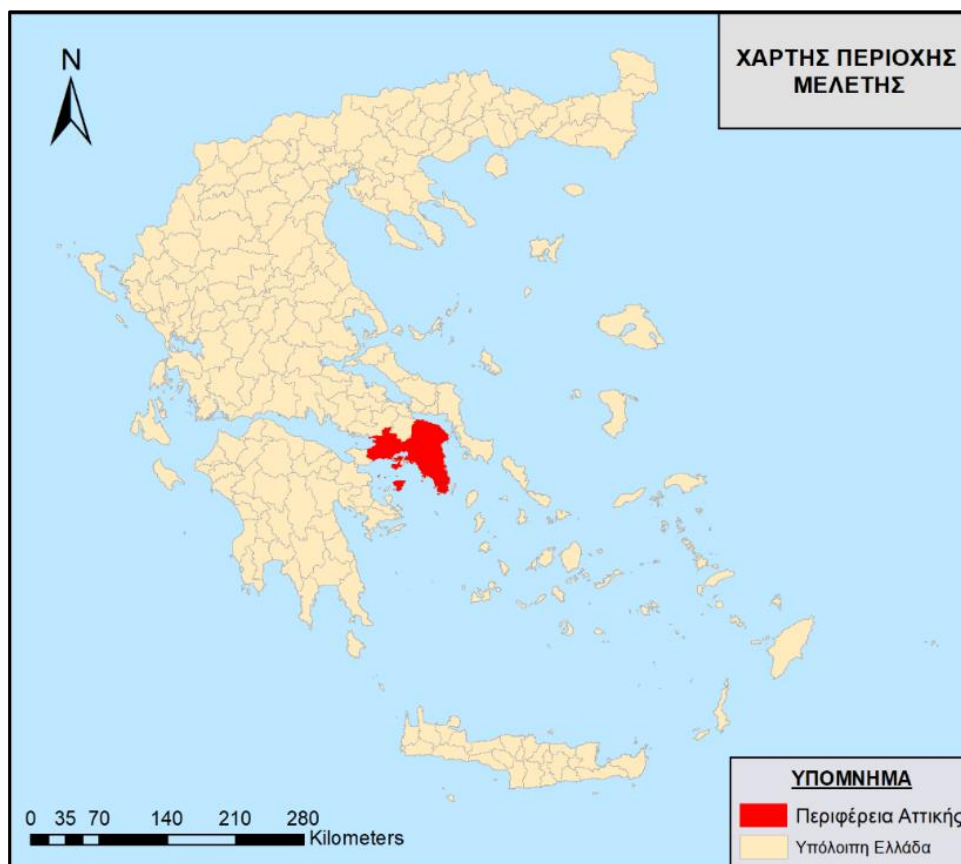 ΧΑΡΤΗΣ ΠΕΡΙΟΧΗΣ
ΜΕΛΕΤΗΣ
N
ΥΠΟΜΝΗΜΑ
Περιφέρεια Αττικής
Υπόλοιπη Ελλάδα
0 35 70 140 210 280
Kilometers